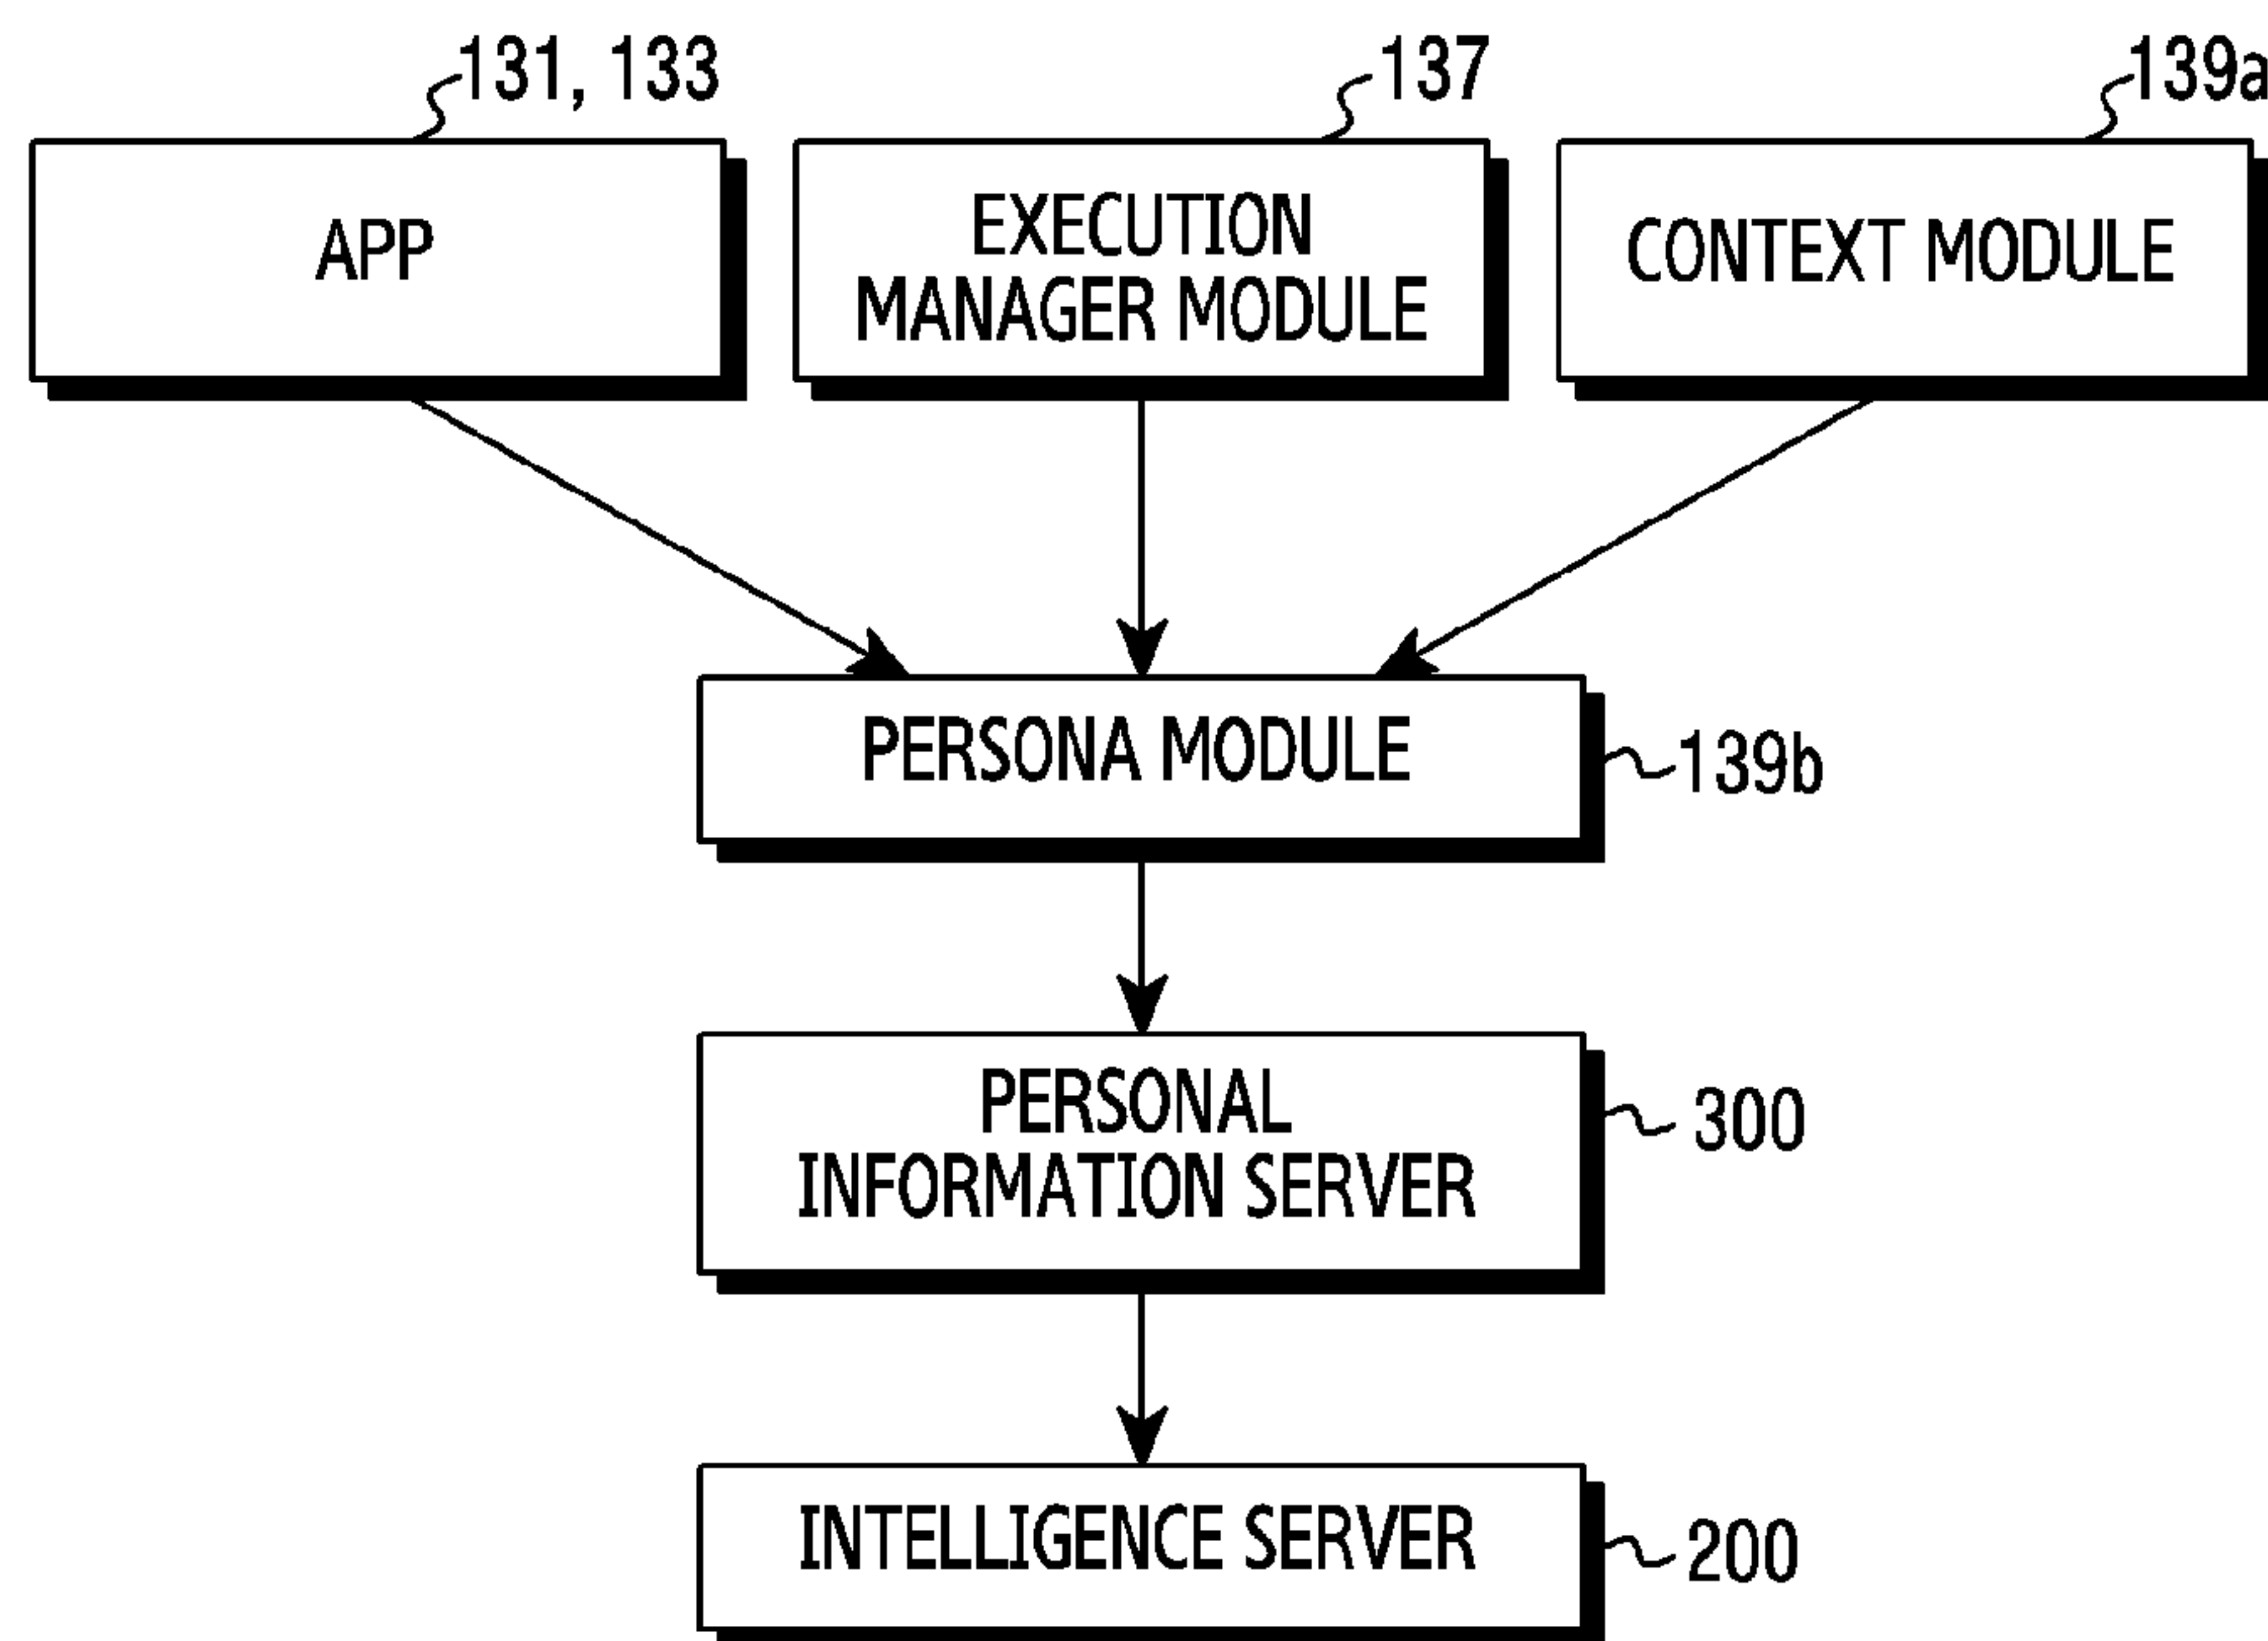 131, 133
137
139a
APP
EXECUTION
MANAGER MODULE
CONTEXT MODULE
PERSONA MODULE
139b
PERSONAL
INFORMATION SERVER
300
INTELLIGENCE SERVER
200